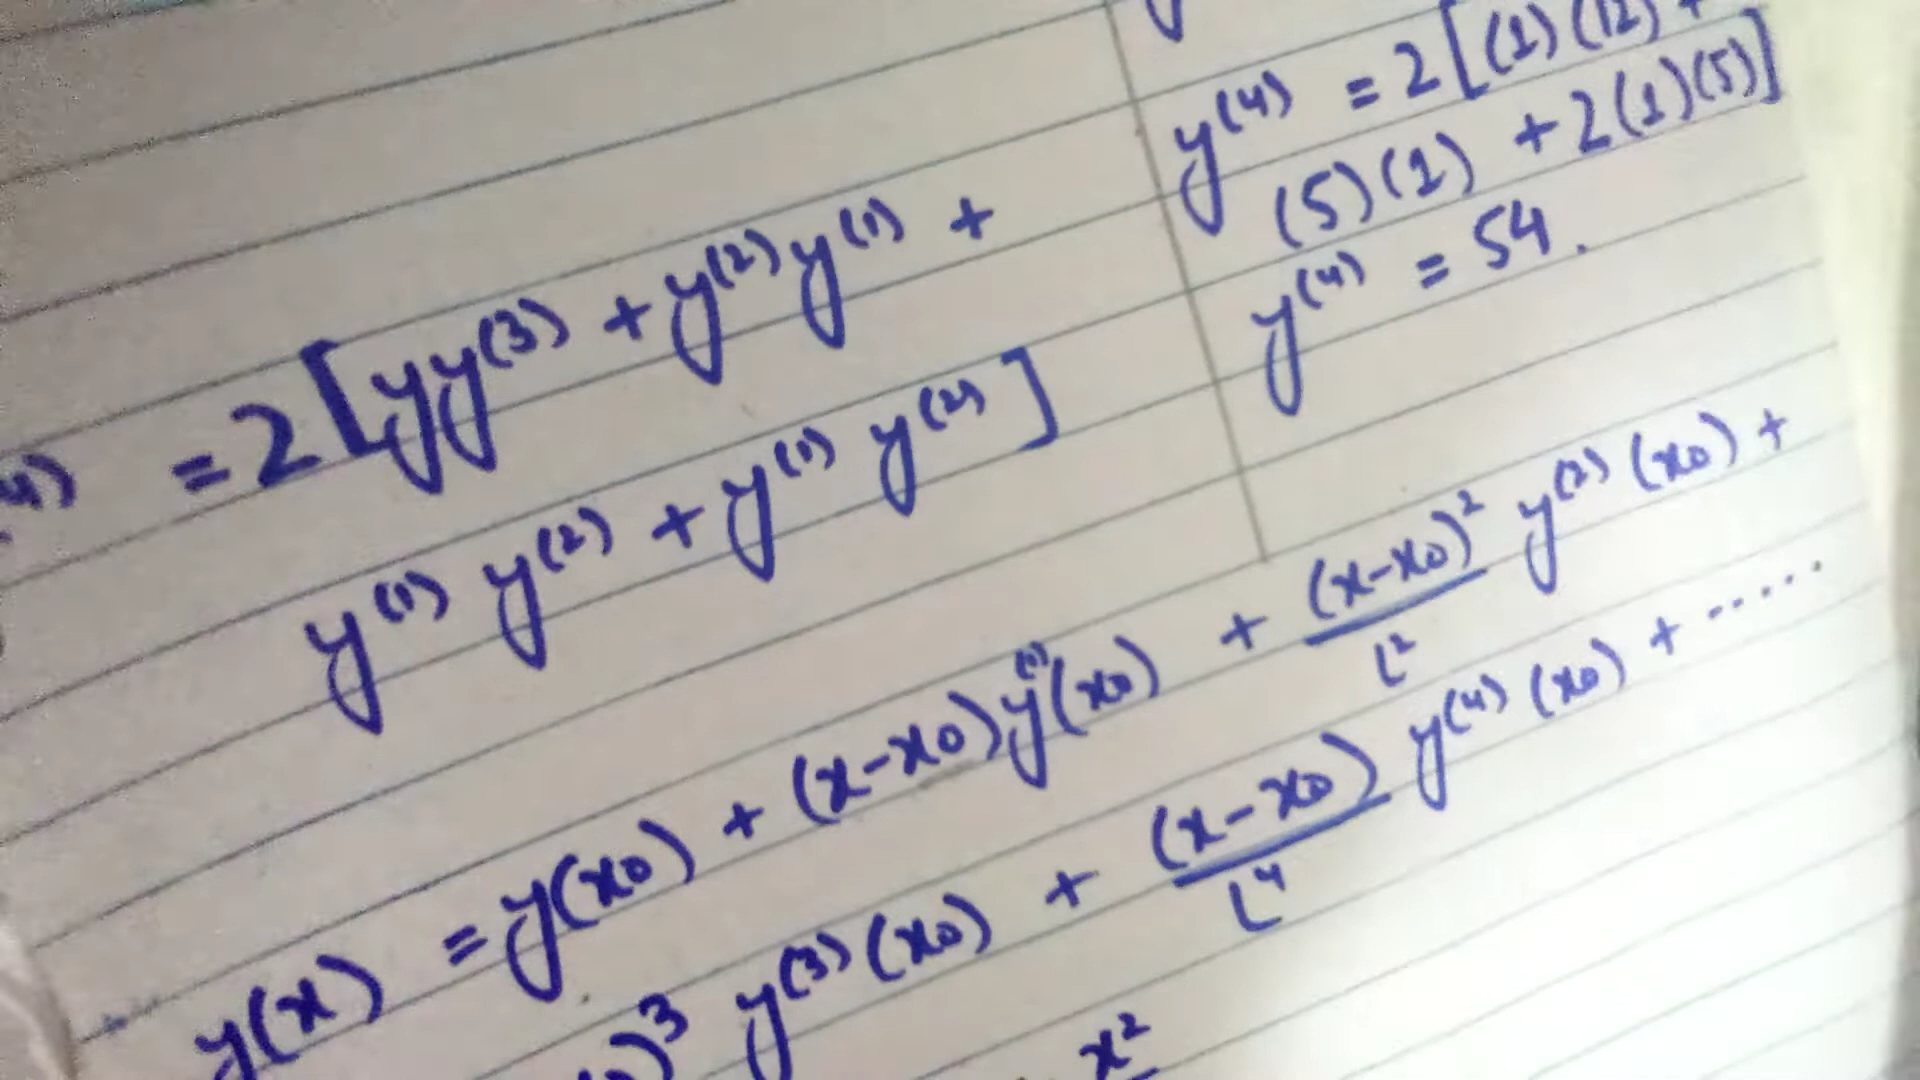 y⁽⁴⁾ = 2[(1)(12) +
(5)(1) + 2(1)(5)]
y⁽⁴⁾ = 54.
⁴⁾ = 2[yy⁽³⁾ + y⁽²⁾y⁽¹⁾ +
y⁽¹⁾ y⁽²⁾ + y⁽¹⁾ y⁽²⁾]
y(x) = y(x0) + (x-x0)y⁽¹⁾(x0) + (x-x0)²/L2 y⁽²⁾(x0) +
)³ y⁽³⁾(x0) + (x-x0)/L4 y⁽⁴⁾(x0) + .....
x²